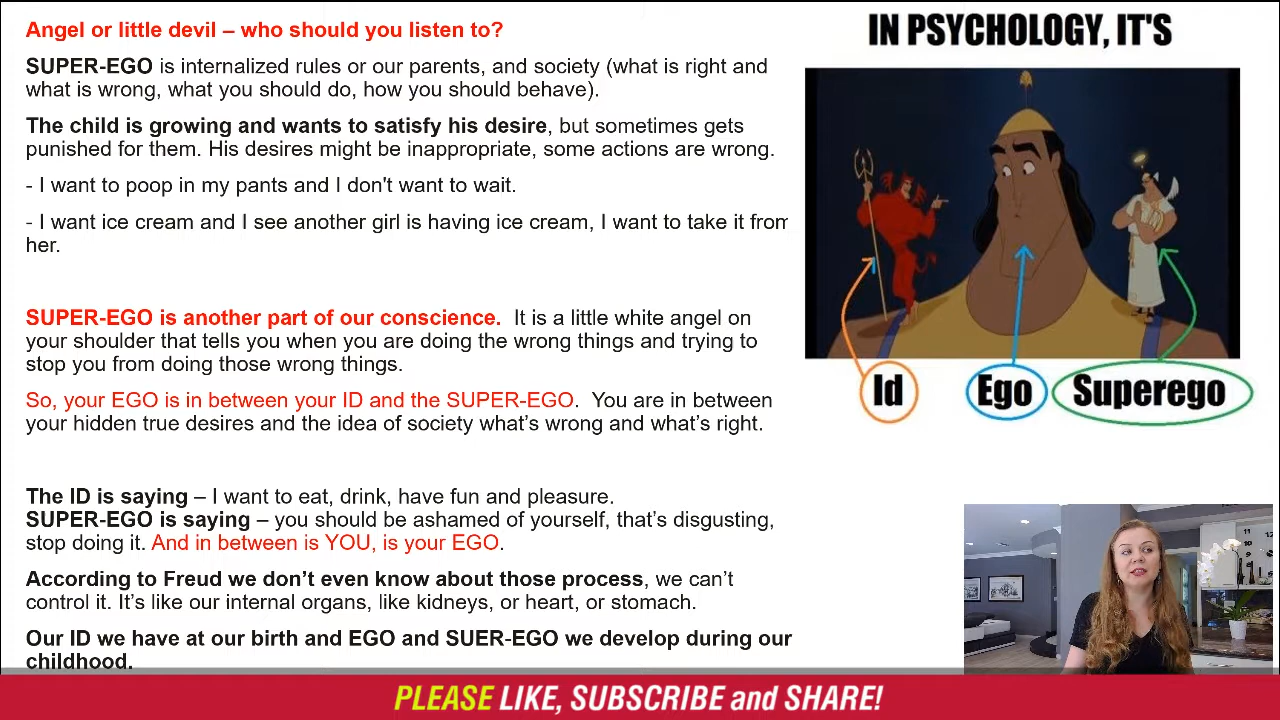 Angel or little devil – who should you listen to?
SUPER-EGO is internalized rules or our parents, and society (what is right and
what is wrong, what you should do, how you should behave).
The child is growing and wants to satisfy his desire, but sometimes gets
punished for them. His desires might be inappropriate, some actions are wrong.
- I want to poop in my pants and I don't want to wait.
- I want ice cream and I see another girl is having ice cream, I want to take it from
her.
SUPER-EGO is another part of our conscience. It is a little white angel on
your shoulder that tells you when you are doing the wrong things and trying to
stop you from doing those wrong things.
So, your EGO is in between your ID and the SUPER-EGO. You are in between
your hidden true desires and the idea of society what’s wrong and what’s right.
The ID is saying – I want to eat, drink, have fun and pleasure.
SUPER-EGO is saying – you should be ashamed of yourself, that’s disgusting,
stop doing it. And in between is YOU, is your EGO.
According to Freud we don’t even know about those process, we can’t
control it. It’s like our internal organs, like kidneys, or heart, or stomach.
Our ID we have at our birth and EGO and SUER-EGO we develop during our
childhood.
IN PSYCHOLOGY, IT'S
Id
Ego
Superego
PLEASE LIKE, SUBSCRIBE and SHARE!